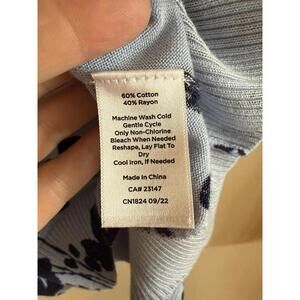 60% Cotton
40% Rayon
Machine Wash Cold
Gentle Cycle
Only Non-Chlorine
Bleach When Needed
Reshape, Lay Flat To
Dry
Cool Iron, If Needed
Made in China
CA# 23147
CN1824 09/22